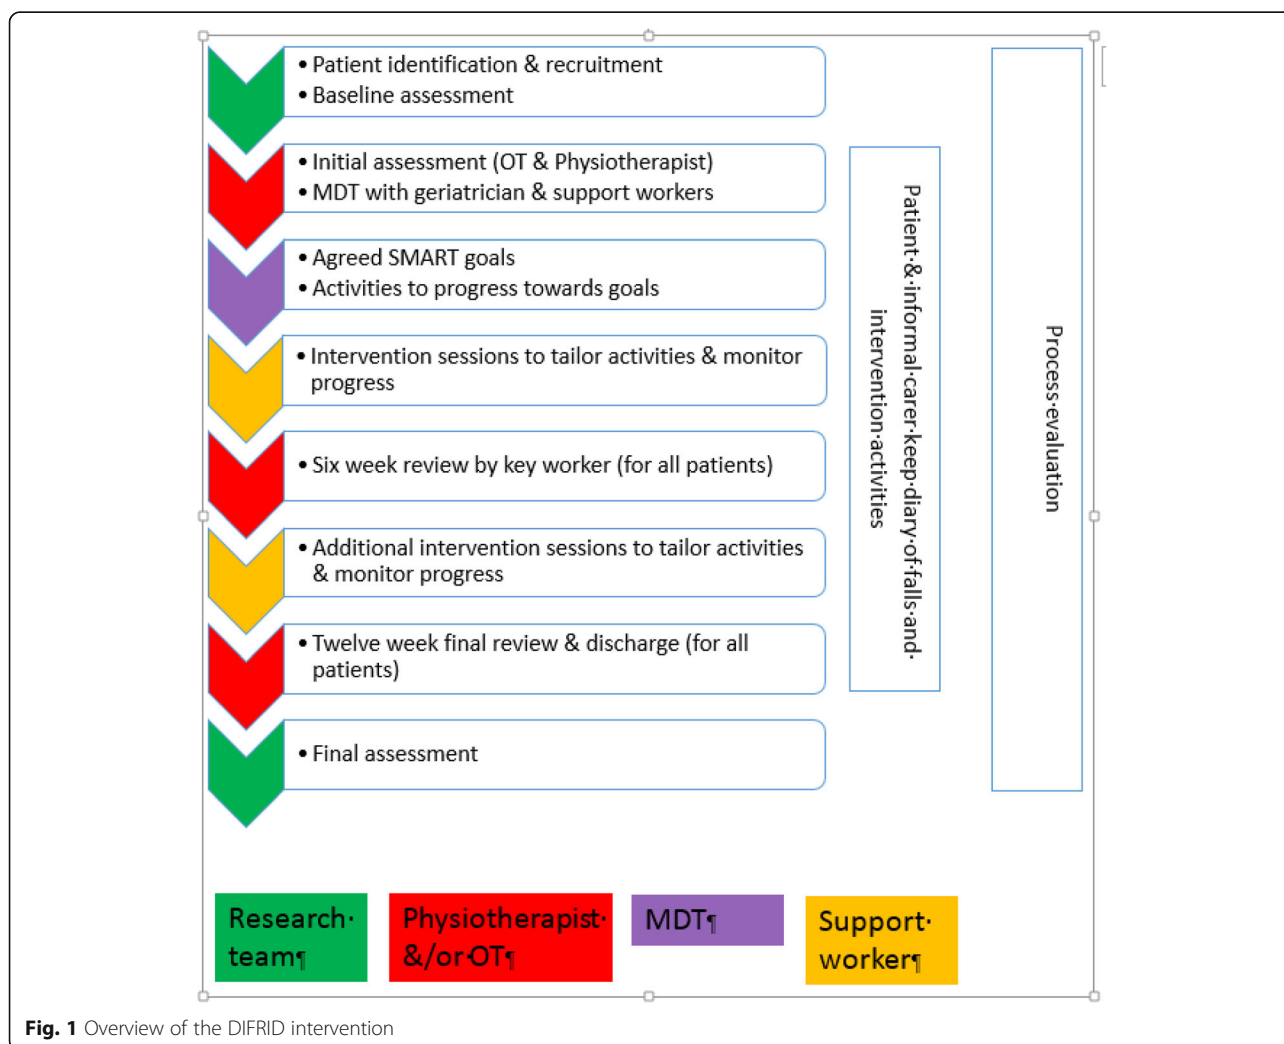 • Patient identification & recruitment
• Baseline assessment
• Initial assessment (OT & Physiotherapist)
• MDT with geriatrician & support workers
• Agreed SMART goals
• Activities to progress towards goals
• Intervention sessions to tailor activities & monitor
progress
• Six week review by key worker (for all patients)
• Additional intervention sessions to tailor activities
& monitor progress
• Twelve week final review & discharge (for all
patients)
• Final assessment
Patient·&·informal·carer·keep·diary·of·falls·and·
intervention·activities
Process·evaluation
Research·
team¶
Physiotherapist·
&/or·OT¶
MDT¶
Support·
worker¶
Fig. 1 Overview of the DIFRID intervention